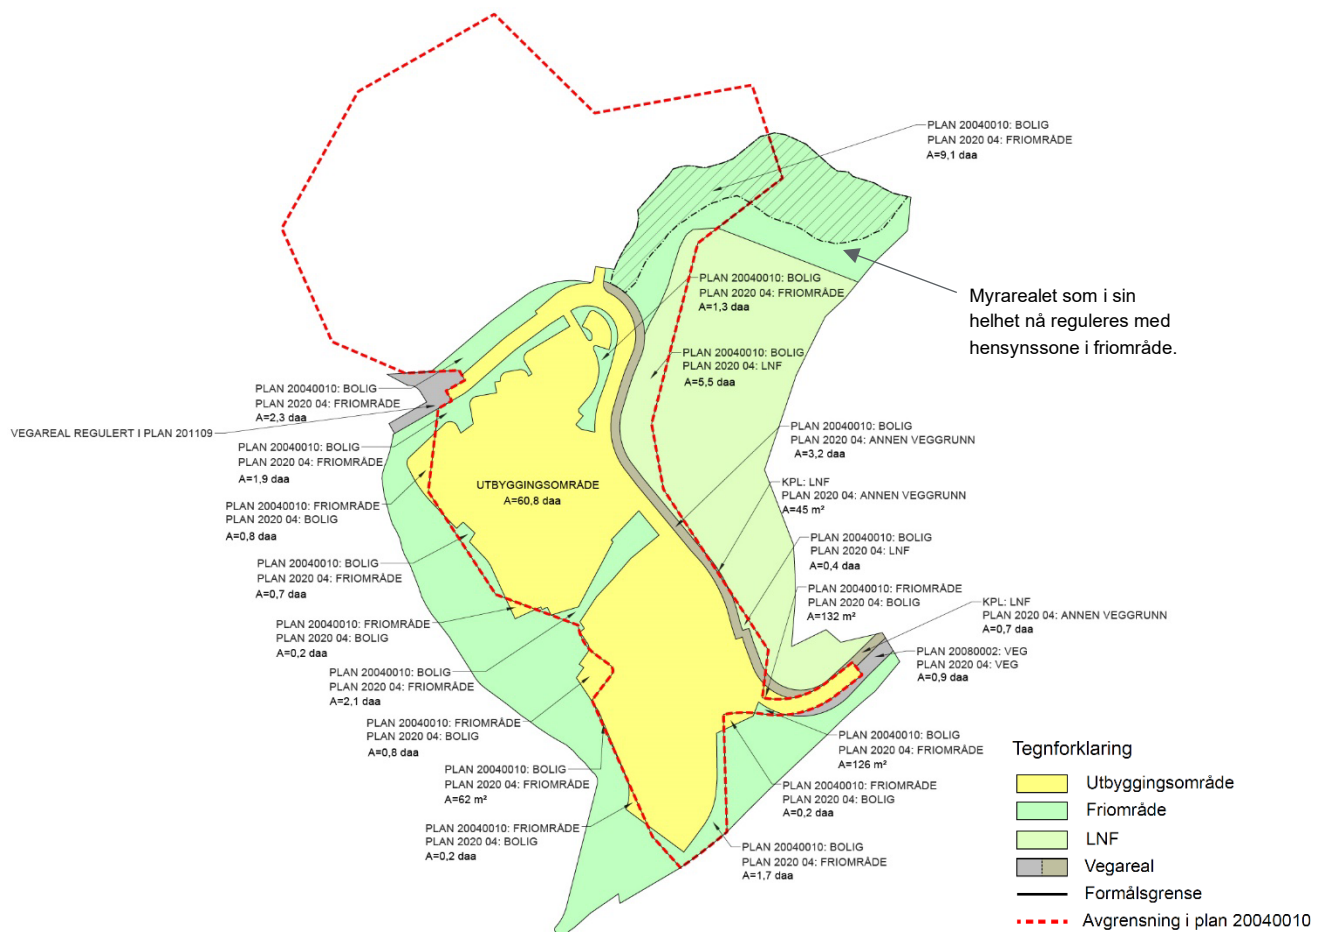 PLAN 20040010: BOLIG
PLAN 2020 04: FRIOMRÅDE
A=9,1 daa
Myrarealet som i sin
helhet nå reguleres med
hensynssone i friområde.
PLAN 20040010: BOLIG
PLAN 2020 04: FRIOMRÅDE
A=1,3 daa
PLAN 20040010: BOLIG
PLAN 2020 04: LNF
A=5,5 daa
PLAN 20040010: BOLIG
PLAN 2020 04: FRIOMRÅDE
A=2,3 daa
VEGAREAL REGULERT I PLAN 201109
PLAN 20040010: BOLIG
PLAN 2020 04: ANNEN VEGGRUNN
A=3,2 daa
PLAN 20040010: BOLIG
PLAN 2020 04: FRIOMRÅDE
A=1,9 daa
KPL: LNF
PLAN 2020 04: ANNEN VEGGRUNN
A=45 m²
UTBYGGINGSOMRÅDE
A=60,8 daa
PLAN 20040010: FRIOMRÅDE
PLAN 2020 04: BOLIG
A=0,8 daa
PLAN 20040010: BOLIG
PLAN 2020 04: LNF
A=0,4 daa
PLAN 20040010: BOLIG
PLAN 2020 04: FRIOMRÅDE
A=0,7 daa
PLAN 20040010: FRIOMRÅDE
PLAN 2020 04: BOLIG
A=132 m²
KPL: LNF
PLAN 2020 04: ANNEN VEGGRUNN
A=0,7 daa
PLAN 20040010: FRIOMRÅDE
PLAN 2020 04: BOLIG
A=0,2 daa
PLAN 20080002: VEG
PLAN 2020 04: VEG
A=0,9 daa
PLAN 20040010: BOLIG
PLAN 2020 04: FRIOMRÅDE
A=2,1 daa
PLAN 20040010: FRIOMRÅDE
PLAN 2020 04: BOLIG
A=0,8 daa
PLAN 20040010: BOLIG
PLAN 2020 04: FRIOMRÅDE
A=126 m²
PLAN 20040010: BOLIG
PLAN 2020 04: FRIOMRÅDE
A=62 m²
PLAN 20040010: FRIOMRÅDE
PLAN 2020 04: BOLIG
A=0,2 daa
PLAN 20040010: FRIOMRÅDE
PLAN 2020 04: BOLIG
A=0,2 daa
PLAN 20040010: BOLIG
PLAN 2020 04: FRIOMRÅDE
A=1,7 daa
Tegnforklaring
Utbyggingsområde
Friområde
LNF
Vegareal
Formålsgrense
Avgrensning i plan 20040010